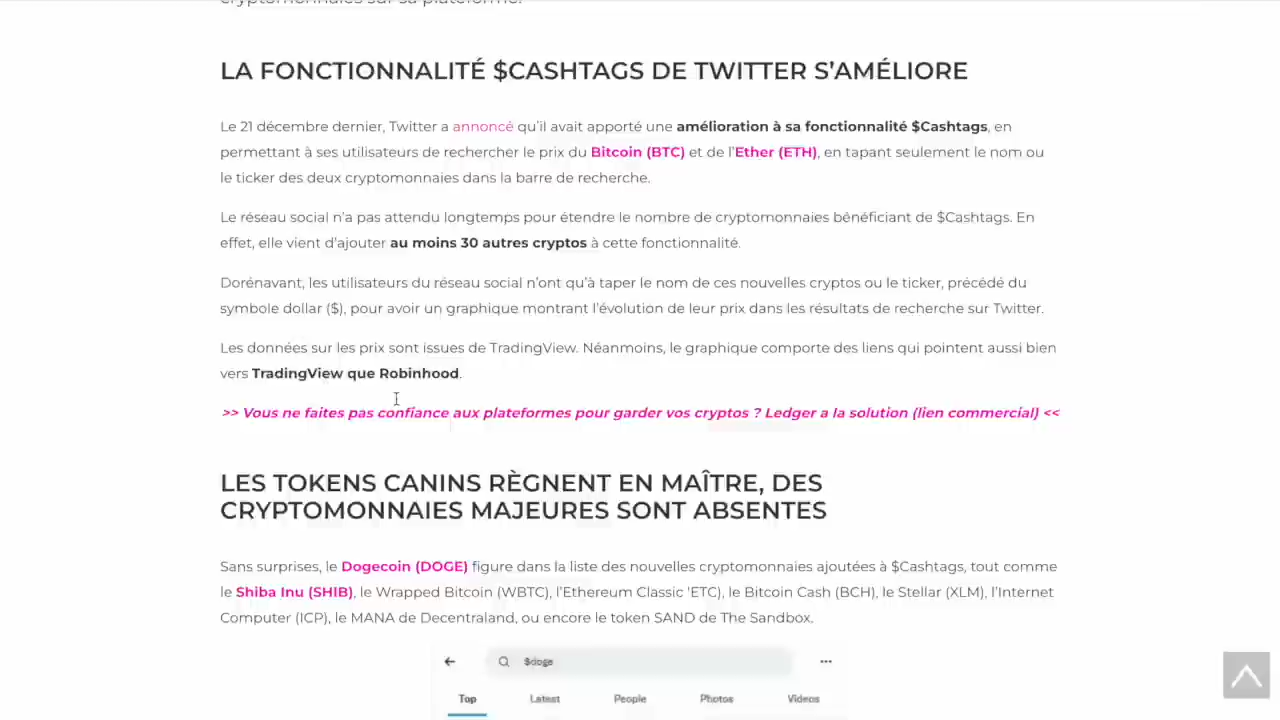 cryptomonnaies sur sa plateforme.
LA FONCTIONNALITÉ $CASHTAGS DE TWITTER S’AMÉLIORE
Le 21 décembre dernier, Twitter a annoncé qu’il avait apporté une amélioration à sa fonctionnalité $Cashtags, en
permettant à ses utilisateurs de rechercher le prix du Bitcoin (BTC) et de l’Ether (ETH), en tapant seulement le nom ou
le ticker des deux cryptomonnaies dans la barre de recherche.
Le réseau social n’a pas attendu longtemps pour étendre le nombre de cryptomonnaies bénéficiant de $Cashtags. En
effet, elle vient d’ajouter au moins 30 autres cryptos à cette fonctionnalité.
Dorénavant, les utilisateurs du réseau social n’ont qu’à taper le nom de ces nouvelles cryptos ou le ticker, précédé du
symbole dollar ($), pour avoir un graphique montrant l’évolution de leur prix dans les résultats de recherche sur Twitter.
Les données sur les prix sont issues de TradingView. Néanmoins, le graphique comporte des liens qui pointent aussi bien
vers TradingView que Robinhood.
>> Vous ne faites pas confiance aux plateformes pour garder vos cryptos ? Ledger a la solution (lien commercial) <<
LES TOKENS CANINS RÈGNENT EN MAÎTRE, DES
CRYPTOMONNAIES MAJEURES SONT ABSENTES
Sans surprises, le Dogecoin (DOGE) figure dans la liste des nouvelles cryptomonnaies ajoutées à $Cashtags, tout comme
le Shiba Inu (SHIB), le Wrapped Bitcoin (WBTC), l’Ethereum Classic 'ETC), le Bitcoin Cash (BCH), le Stellar (XLM), l’Internet
Computer (ICP), le MANA de Decentraland, ou encore le token SAND de The Sandbox.
$doge
Top Latest People Photos Videos